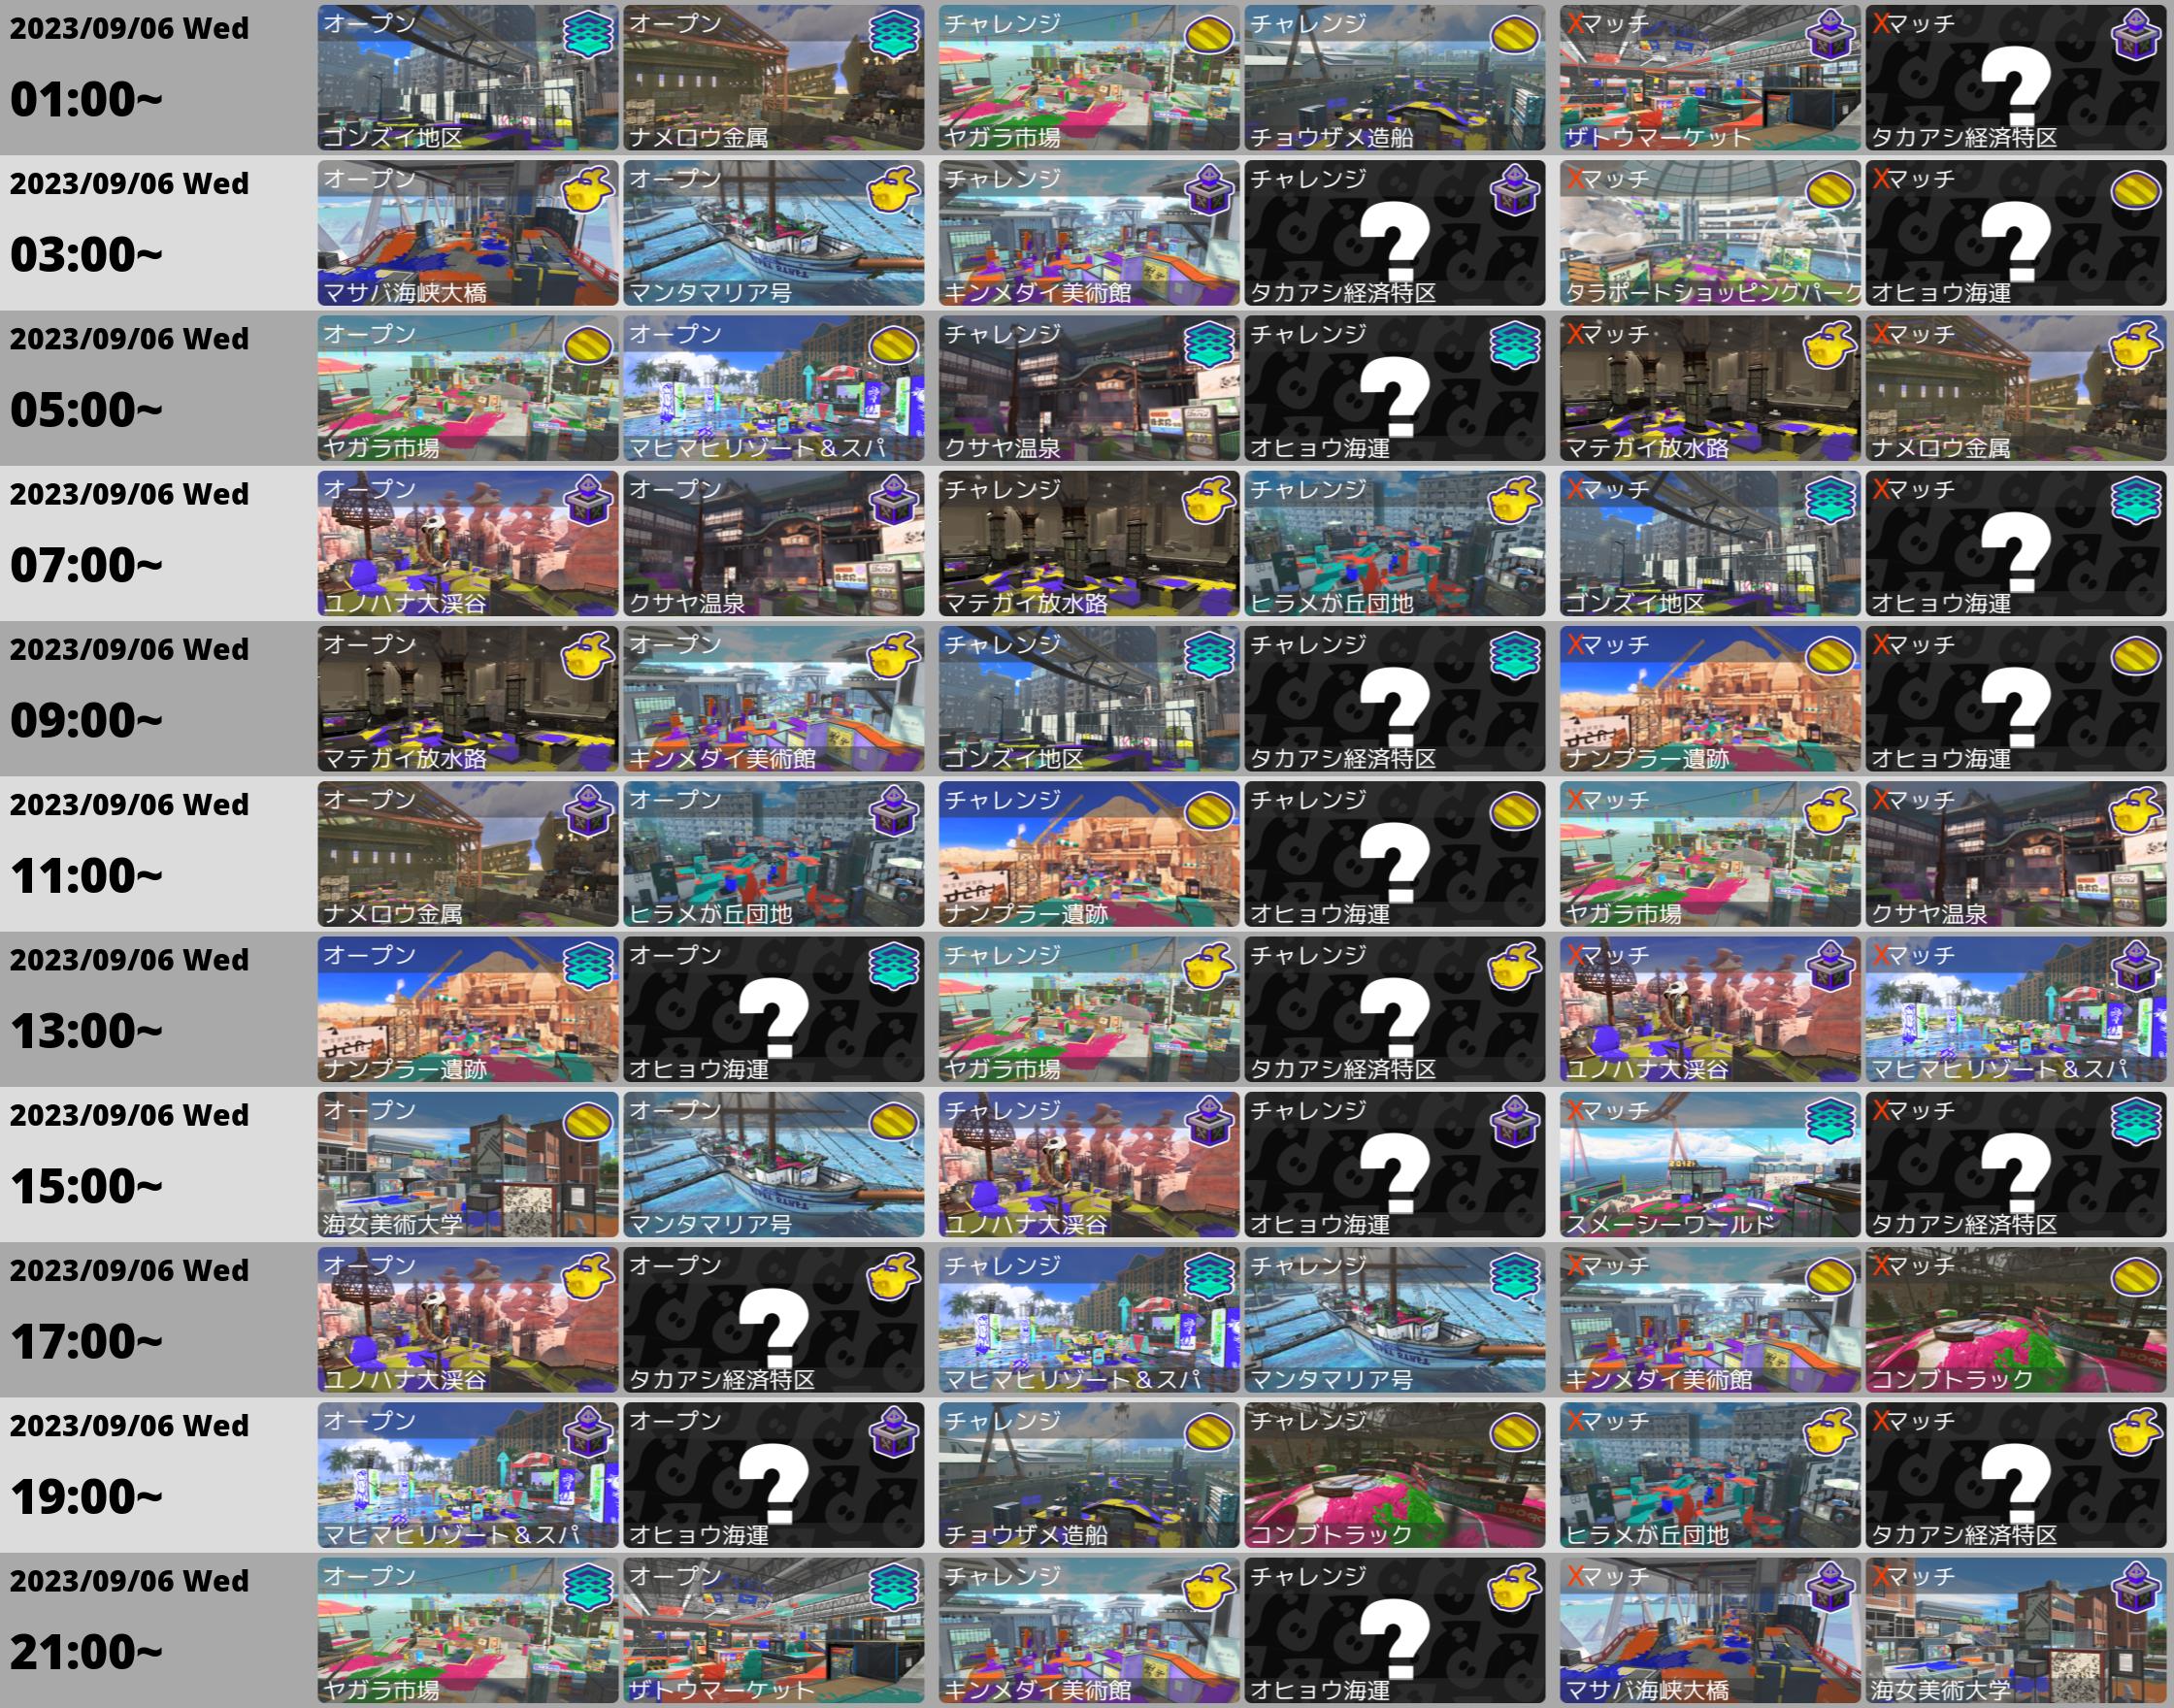 2023/09/06 Wed
01:00~
オープン
ゴンズイ地区
オープン
ナメロウ金属
チャレンジ
ヤガラ市場
チャレンジ
チョウザメ造船
Xマッチ
ザトウマーケット
Xマッチ
タカアシ経済特区
2023/09/06 Wed
03:00~
オープン
マサバ海峡大橋
オープン
マンタマリア号
チャレンジ
キンメダイ美術館
チャレンジ
タカアシ経済特区
Xマッチ
タラポートショッピングパーク
Xマッチ
オヒョウ海運
2023/09/06 Wed
05:00~
オープン
ヤガラ市場
オープン
マヒマヒリゾート&スパ
チャレンジ
クサヤ温泉
チャレンジ
オヒョウ海運
Xマッチ
マテガイ放水路
Xマッチ
ナメロウ金属
2023/09/06 Wed
07:00~
オープン
ユノハナ大渓谷
オープン
クサヤ温泉
チャレンジ
マテガイ放水路
チャレンジ
ヒラメが丘団地
Xマッチ
ゴンズイ地区
Xマッチ
オヒョウ海運
2023/09/06 Wed
09:00~
オープン
マテガイ放水路
オープン
キンメダイ美術館
チャレンジ
ゴンズイ地区
チャレンジ
タカアシ経済特区
Xマッチ
ナンプラー遺跡
Xマッチ
オヒョウ海運
2023/09/06 Wed
11:00~
オープン
ナメロウ金属
オープン
ヒラメが丘団地
チャレンジ
ナンプラー遺跡
チャレンジ
オヒョウ海運
Xマッチ
ヤガラ市場
Xマッチ
クサヤ温泉
2023/09/06 Wed
13:00~
オープン
ナンプラー遺跡
オープン
オヒョウ海運
チャレンジ
ヤガラ市場
チャレンジ
タカアシ経済特区
Xマッチ
ユノハナ大渓谷
Xマッチ
マヒマヒリゾート&スパ
2023/09/06 Wed
15:00~
オープン
海女美術大学
オープン
マンタマリア号
チャレンジ
ユノハナ大渓谷
チャレンジ
オヒョウ海運
Xマッチ
スメーシーワールド
Xマッチ
タカアシ経済特区
2023/09/06 Wed
17:00~
オープン
ユノハナ大渓谷
オープン
タカアシ経済特区
チャレンジ
マヒマヒリゾート&スパ
チャレンジ
マンタマリア号
Xマッチ
キンメダイ美術館
Xマッチ
コンブトラック
2023/09/06 Wed
19:00~
オープン
マヒマヒリゾート&スパ
オープン
オヒョウ海運
チャレンジ
チョウザメ造船
チャレンジ
コンブトラック
Xマッチ
ヒラメが丘団地
Xマッチ
タカアシ経済特区
2023/09/06 Wed
21:00~
オープン
ヤガラ市場
オープン
ザトウマーケット
チャレンジ
キンメダイ美術館
チャレンジ
オヒョウ海運
Xマッチ
マサバ海峡大橋
Xマッチ
海女美術大学